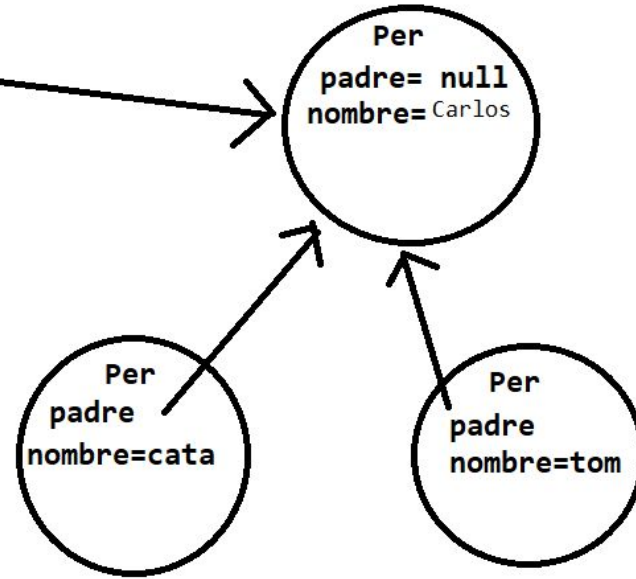 Per
padre= null
nombre= Carlos
Per
padre
nombre=cata
Per
padre
nombre=tom